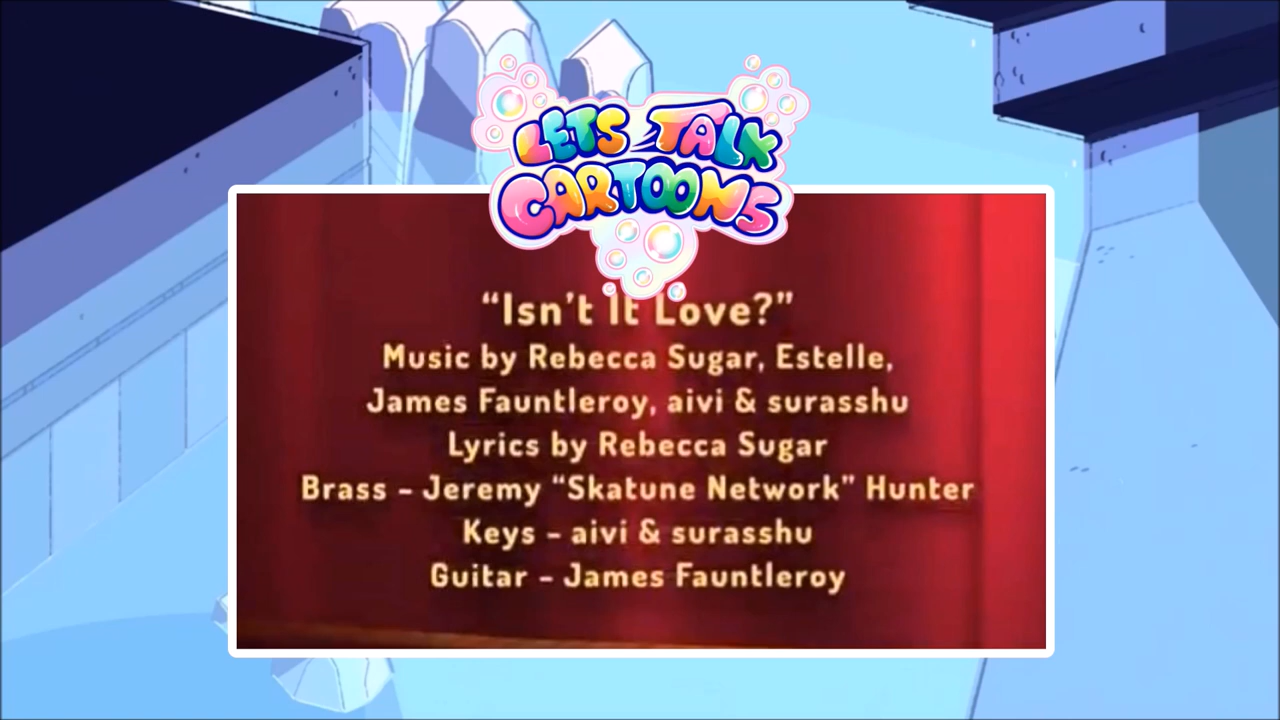 LETS TALK
CARTOONS
“Isn’t It Love?”
Music by Rebecca Sugar, Estelle,
James Fauntleroy, aivi & surasshu
Lyrics by Rebecca Sugar
Brass – Jeremy “Skatune Network” Hunter
Keys – aivi & surasshu
Guitar – James Fauntleroy